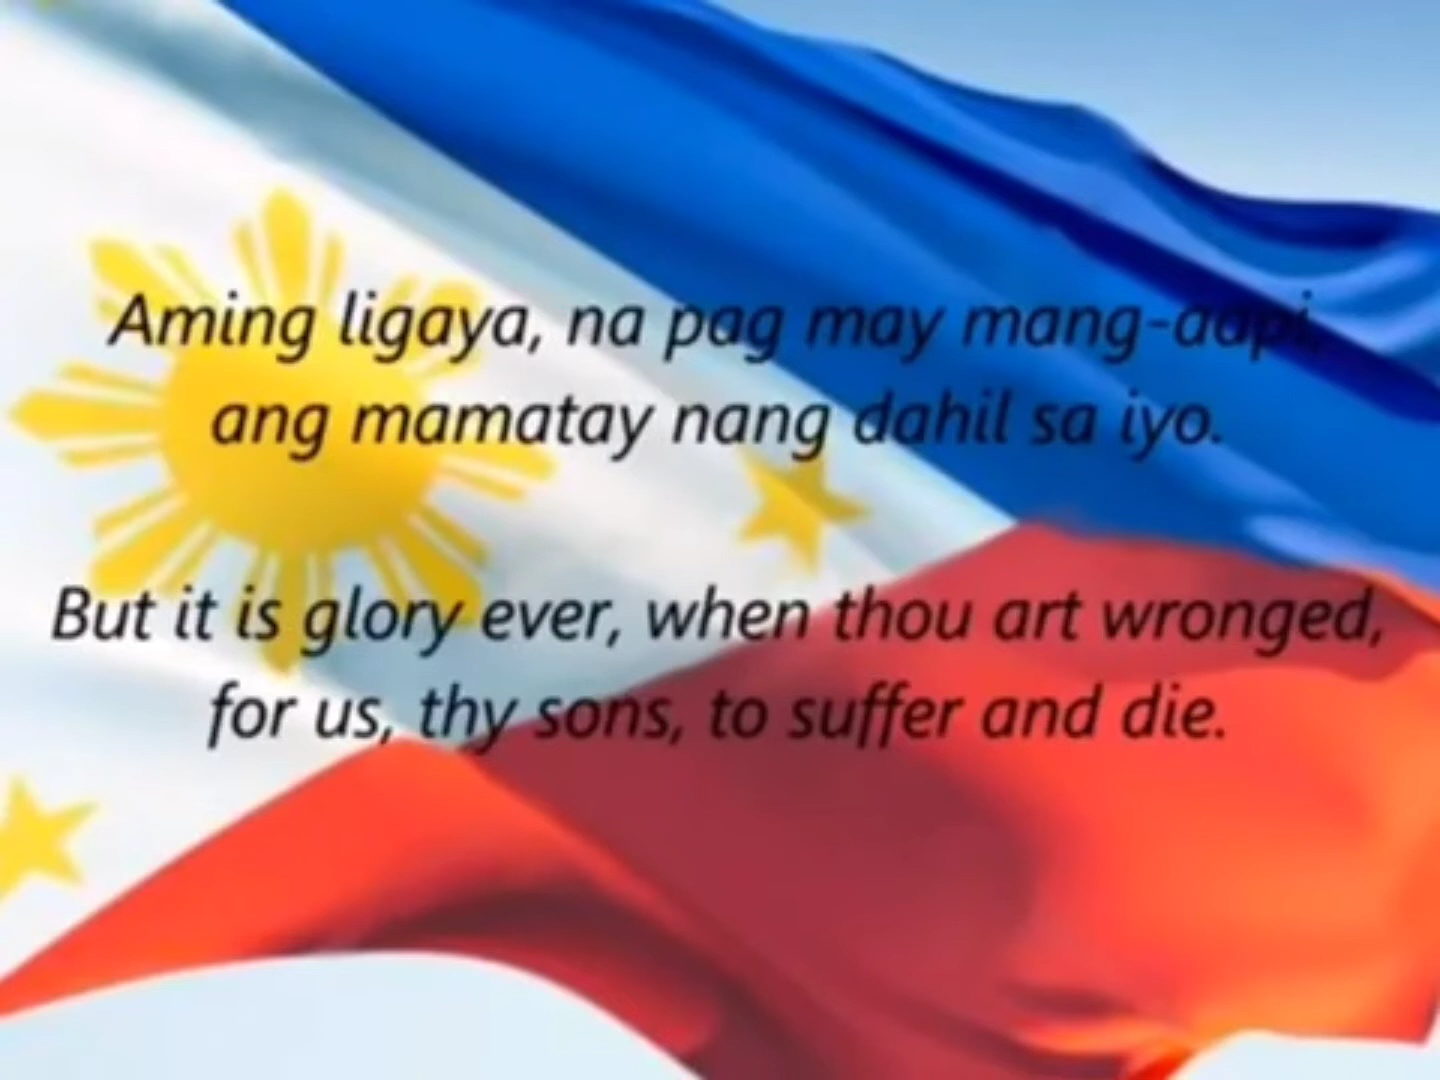 Aming ligaya, na pag may mang-aapi,
ang mamatay nang dahil sa iyo.
But it is glory ever, when thou art wronged,
for us, thy sons, to suffer and die.